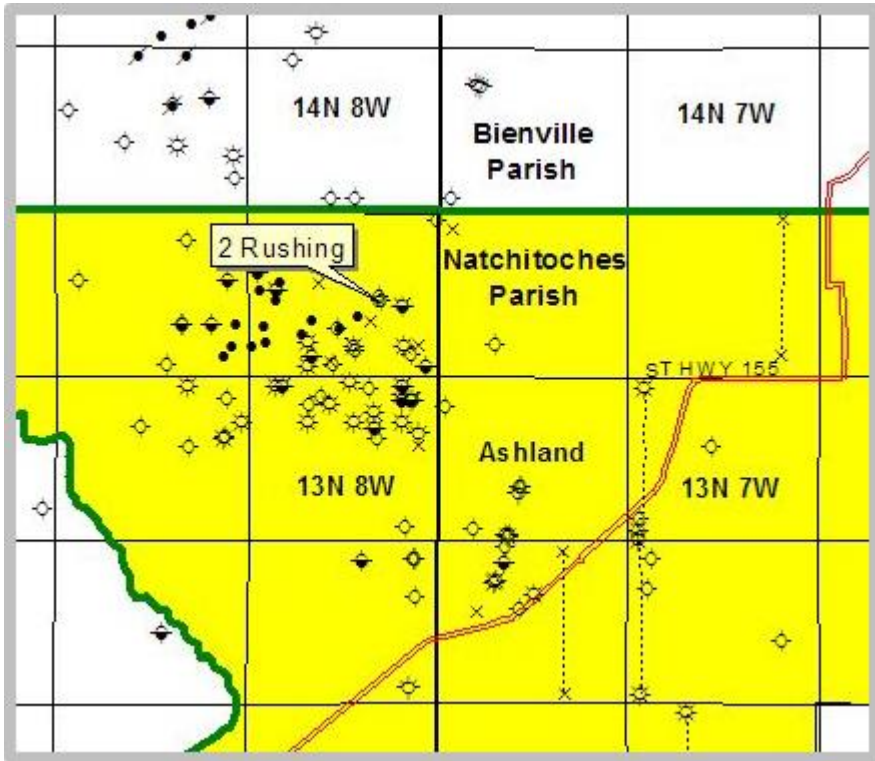 14N 8W
14N 7W
Bienville
Parish
2 Rushing
Natchitoches
Parish
ST HWY 155
Ashland
13N 8W
13N 7W